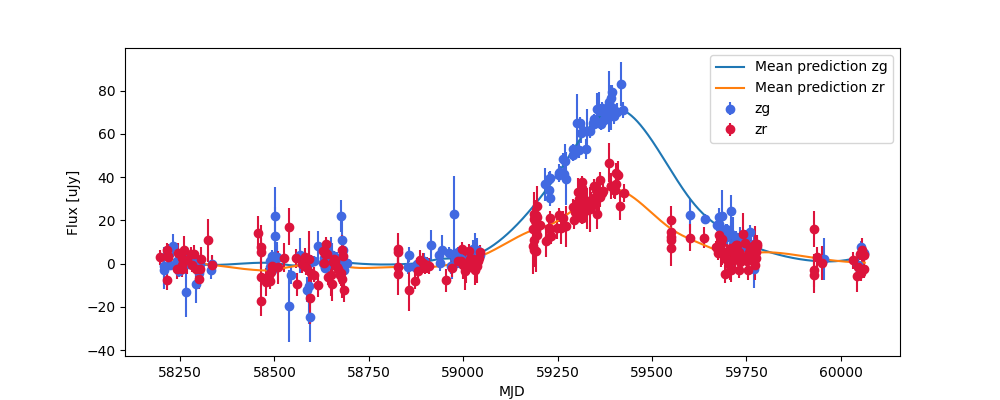 Mean prediction zg
Mean prediction zr
zg
zr
80
60
40
20
0
−20
−40
Flux [uJy]
58250
58500
58750
59000
59250
59500
59750
60000
MJD